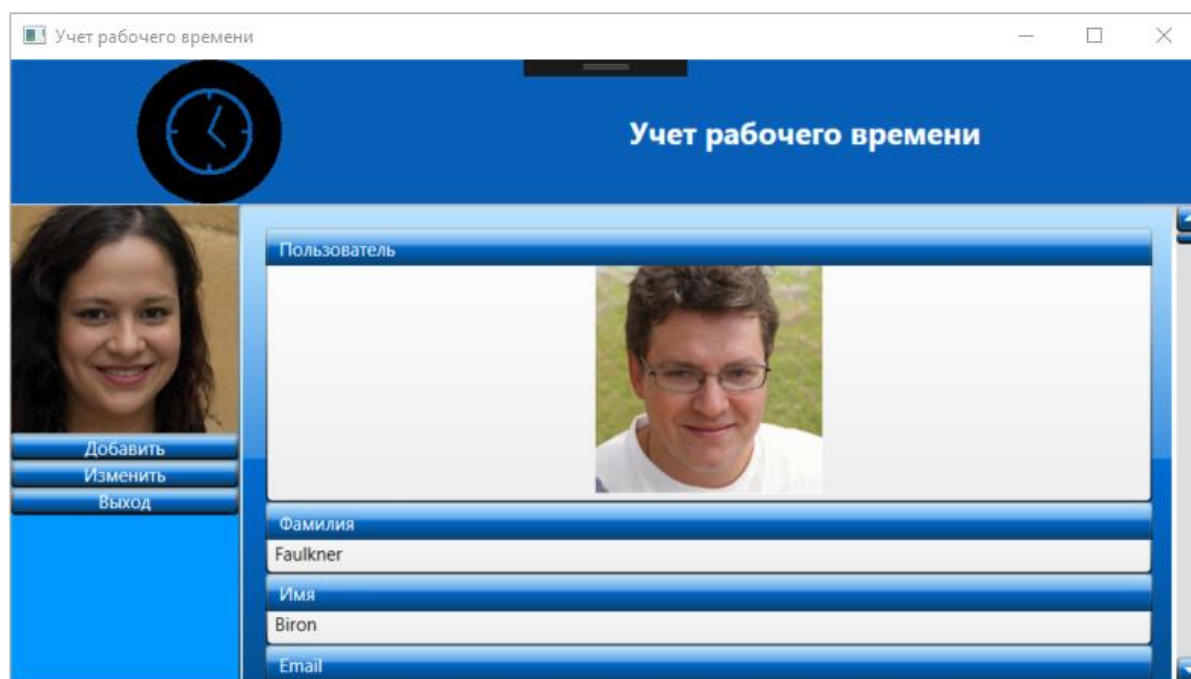 Учет рабочего времени
Учет рабочего времени
Пользователь
Добавить
Изменить
Выход
Фамилия
Faulkner
Имя
Biron
Email